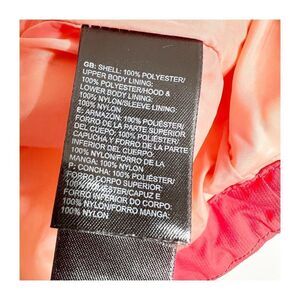 GB: SHELL: 100% POLYESTER/
UPPER BODY LINING:
100% POLYESTER/HOOD &
LOWER BODY LINING:
100% NYLON/SLEEVE LINING:
100% NYLON
E: ARMAZON: 100% POLIÉSTER/
FORRO DE LA PARTE SUPERIOR
DEL CUERPO: 100% POLIÉSTER/
CAPUCHA Y FORRO DE LA PARTE
INFERIOR DEL CUERPO:
100% NYLON/FORRO DE LA
MANGA: 100% NYLON
P: CONCHA: 100% POLIÉSTER/
FORRO CORPO SUPERIOR:
100% POLIÉSTER/CAPUZ E
FORRO CORPO INFERIOR:
100% NYLON/FORRO MANGA:
100% NYLON